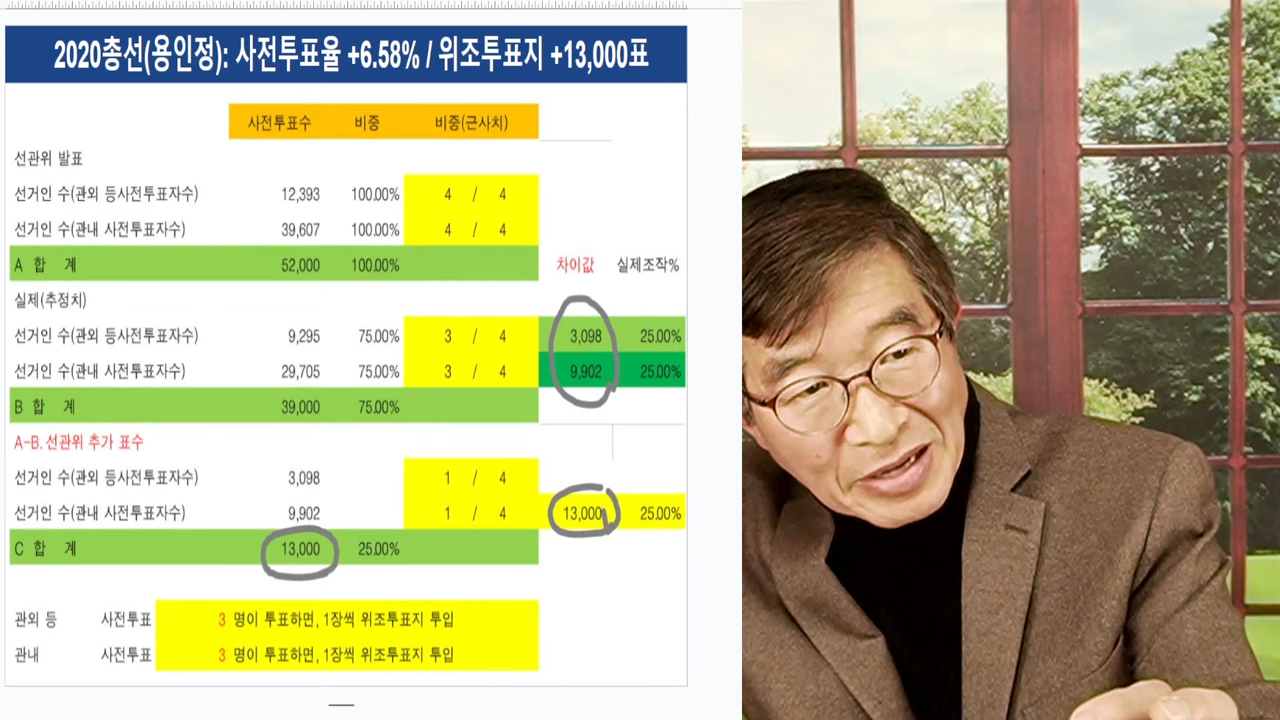 2020총선(용인정): 사전투표율 +6.58% / 위조투표지 +13,000표
사전투표수 비중 비중(근사치)
선관위 발표
선거인 수(관외 등사전투표자수) 12,393 100.00% 4 / 4
선거인 수(관내 사전투표자수) 39,607 100.00% 4 / 4
A 합 계 52,000 100.00% 차이값 실제조작%
실제(추정치)
선거인 수(관외 등사전투표자수) 9,295 75.00% 3 / 4 3,098 25.00%
선거인 수(관내 사전투표자수) 29,705 75.00% 3 / 4 9,902 25.00%
B 합 계 39,000 75.00%
A-B. 선관위 추가 표수
선거인 수(관외 등사전투표자수) 3,098 1 / 4
선거인 수(관내 사전투표자수) 9,902 1 / 4 13,000 25.00%
C 합 계 13,000 25.00%
관외 등 사전투표 3 명이 투표하면, 1장씩 위조투표지 투입
관내 사전투표 3 명이 투표하면, 1장씩 위조투표지 투입